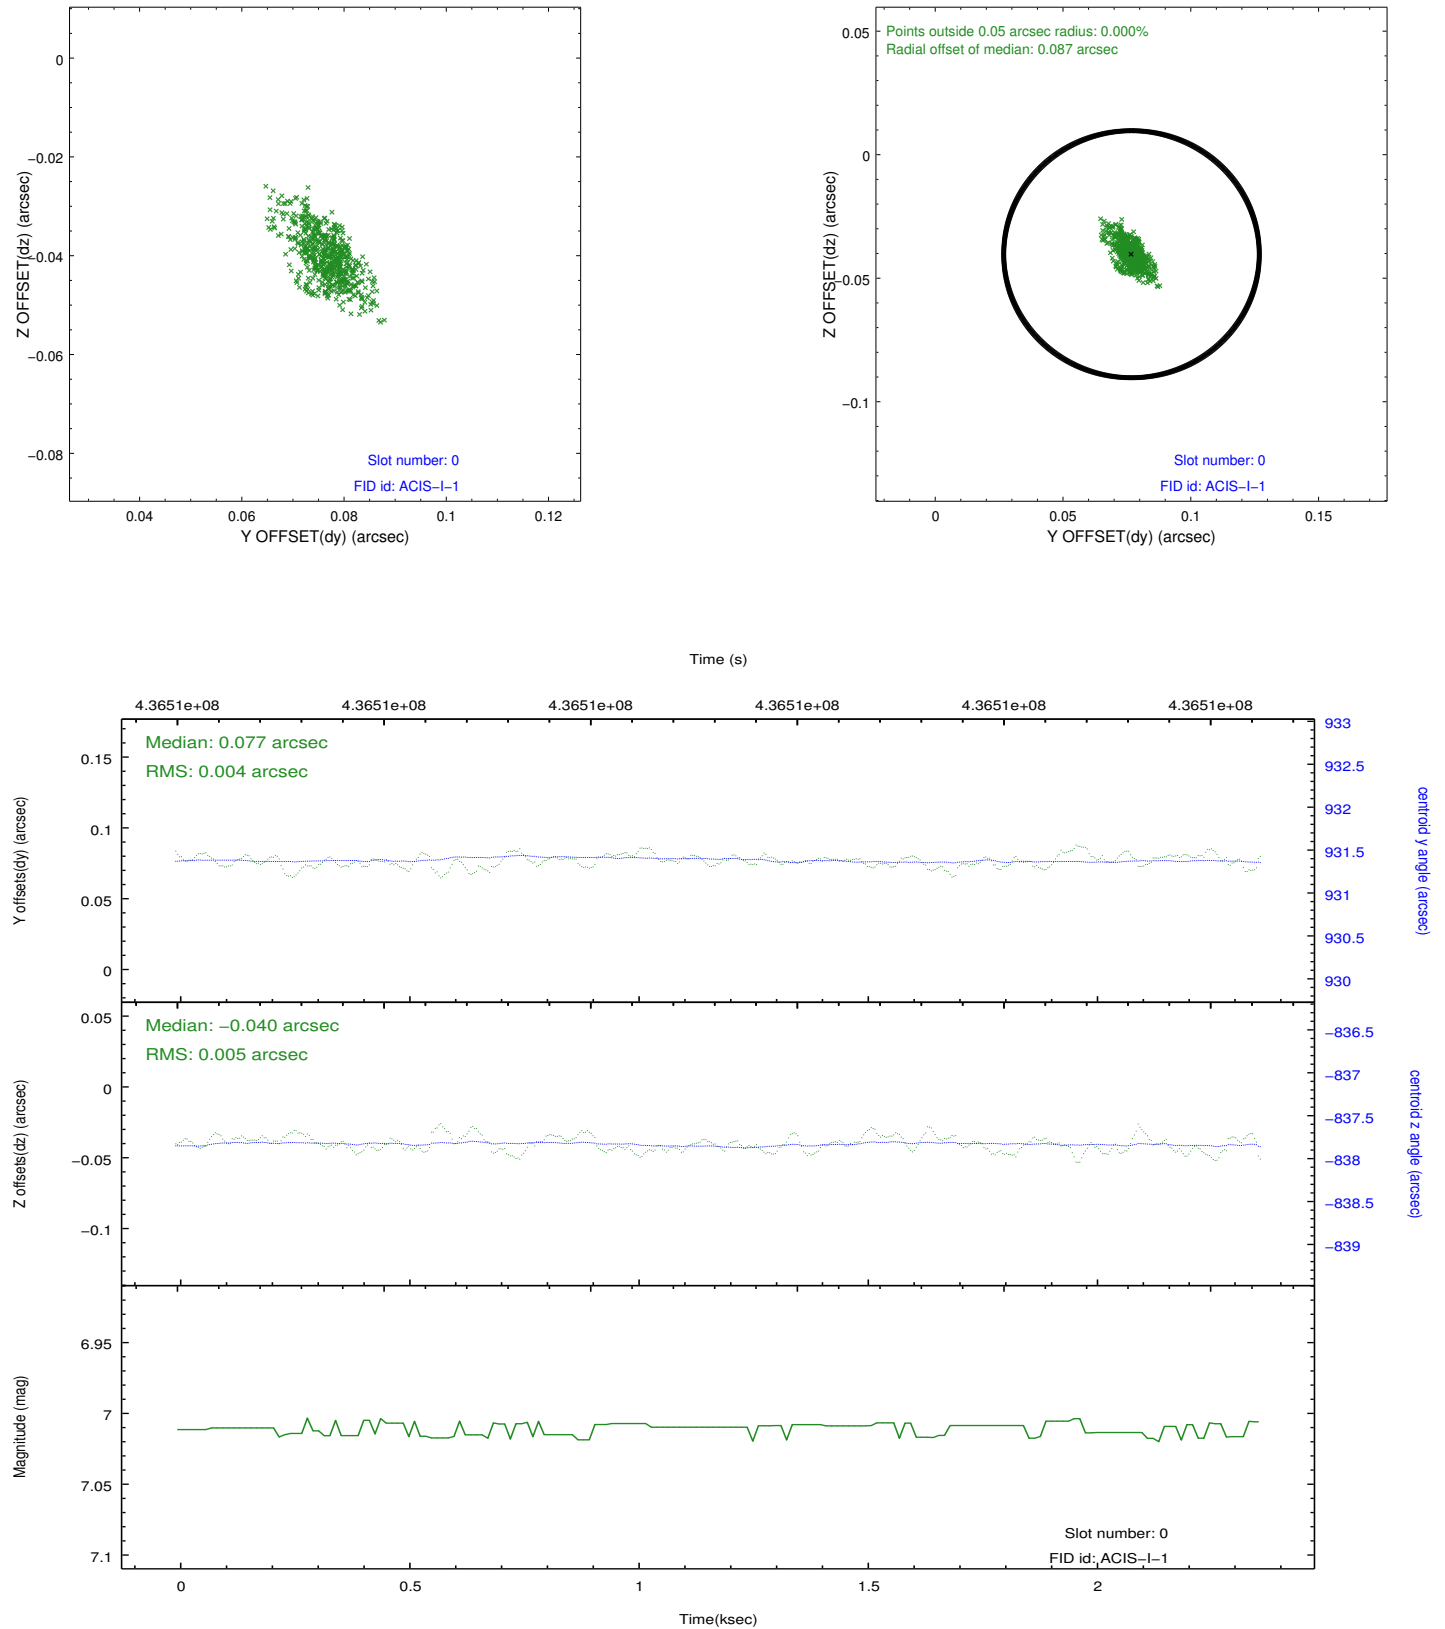 0
−0.02
−0.04
−0.06
−0.08
Z OFFSET(dz) (arcsec)
Slot number: 0
FID id: ACIS−I−1
0.04 0.06 0.08 0.1 0.12
Y OFFSET(dy) (arcsec)
Points outside 0.05 arcsec radius: 0.000%
Radial offset of median: 0.087 arcsec
0.05
0
−0.05
−0.1
Z OFFSET(dz) (arcsec)
Slot number: 0
FID id: ACIS−I−1
0 0.05 0.1 0.15
Y OFFSET(dy) (arcsec)
Time (s)
4.3651e+08 4.3651e+08 4.3651e+08 4.3651e+08 4.3651e+08 4.3651e+08
Median: 0.077 arcsec
RMS: 0.004 arcsec
0.15
0.1
0.05
0
Y offsets(dy) (arcsec)
933
932.5
932
931.5
931
930.5
930
centroid y angle (arcsec)
Median: −0.040 arcsec
RMS: 0.005 arcsec
0.05
0
−0.05
−0.1
Z offsets(dz) (arcsec)
−836.5
−837
−837.5
−838
−838.5
−839
centroid z angle (arcsec)
6.95
7
7.05
7.1
Magnitude (mag)
Slot number: 0
FID id: ACIS−I−1
0 0.5 1 1.5 2
Time(ksec)